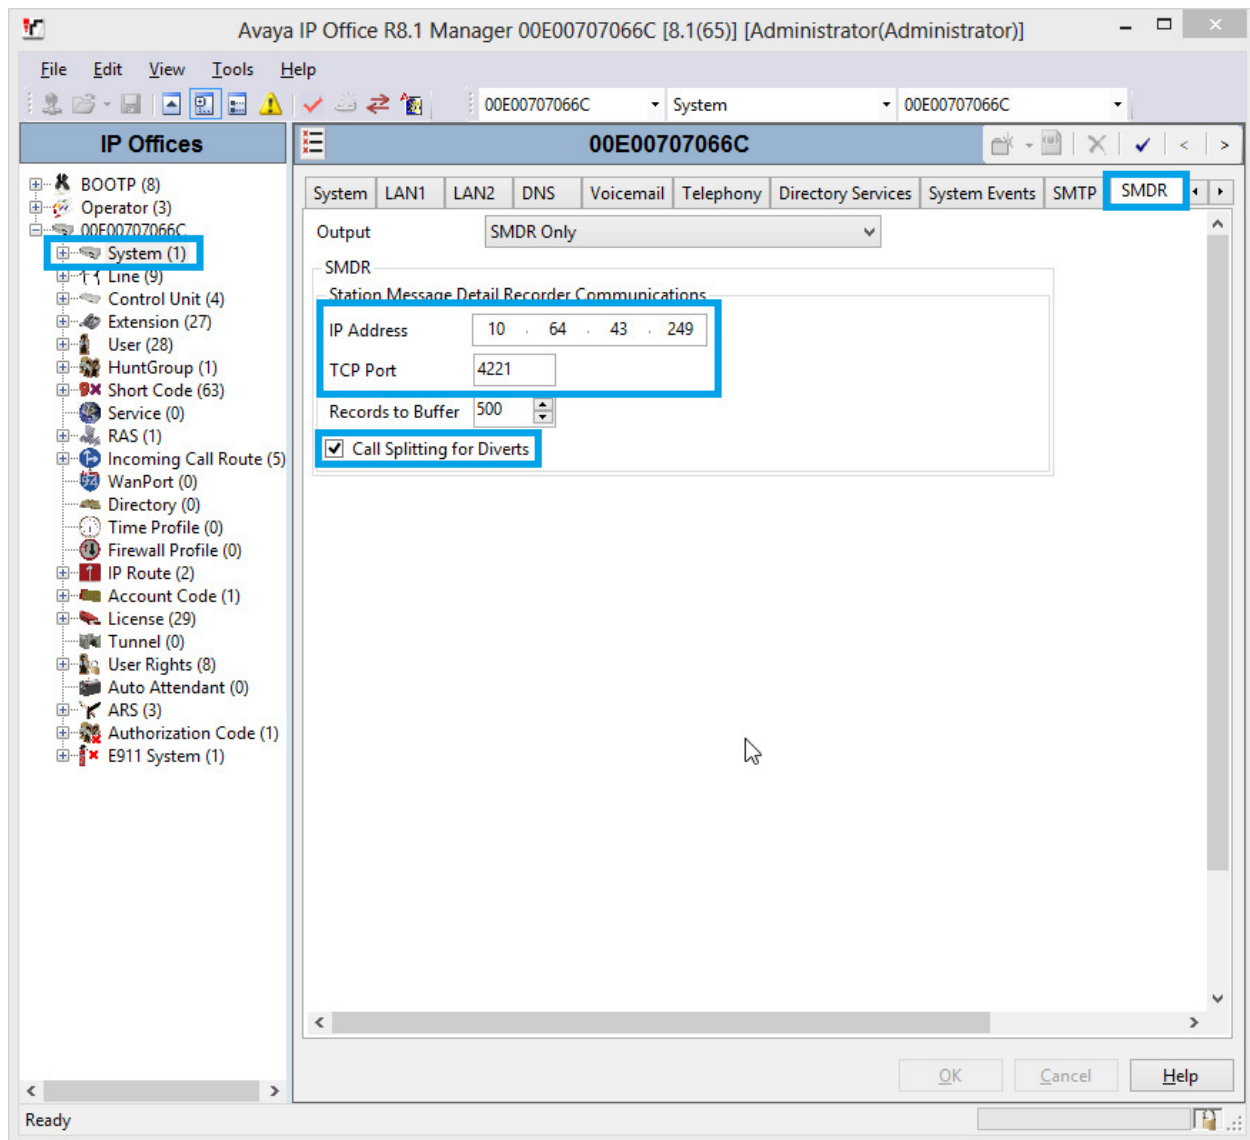 Avaya IP Office R8.1 Manager 00E00707066C [8.1(65)] [Administrator(Administrator)]
File Edit View Tools Help
00E00707066C System 00E00707066C
IP Offices
BOOTP (8)
Operator (3)
00E00707066C
System (1)
Line (9)
Control Unit (4)
Extension (27)
User (28)
HuntGroup (1)
Short Code (63)
Service (0)
RAS (1)
Incoming Call Route (5)
WanPort (0)
Directory (0)
Time Profile (0)
Firewall Profile (0)
IP Route (2)
Account Code (1)
License (29)
Tunnel (0)
User Rights (8)
Auto Attendant (0)
ARS (3)
Authorization Code (1)
E911 System (1)
00E00707066C
System LAN1 LAN2 DNS Voicemail Telephony Directory Services System Events SMTP SMDR
Output SMDR Only
SMDR
Station Message Detail Recorder Communications
IP Address 10 . 64 . 43 . 249
TCP Port 4221
Records to Buffer 500
Call Splitting for Diverts
OK Cancel Help
Ready